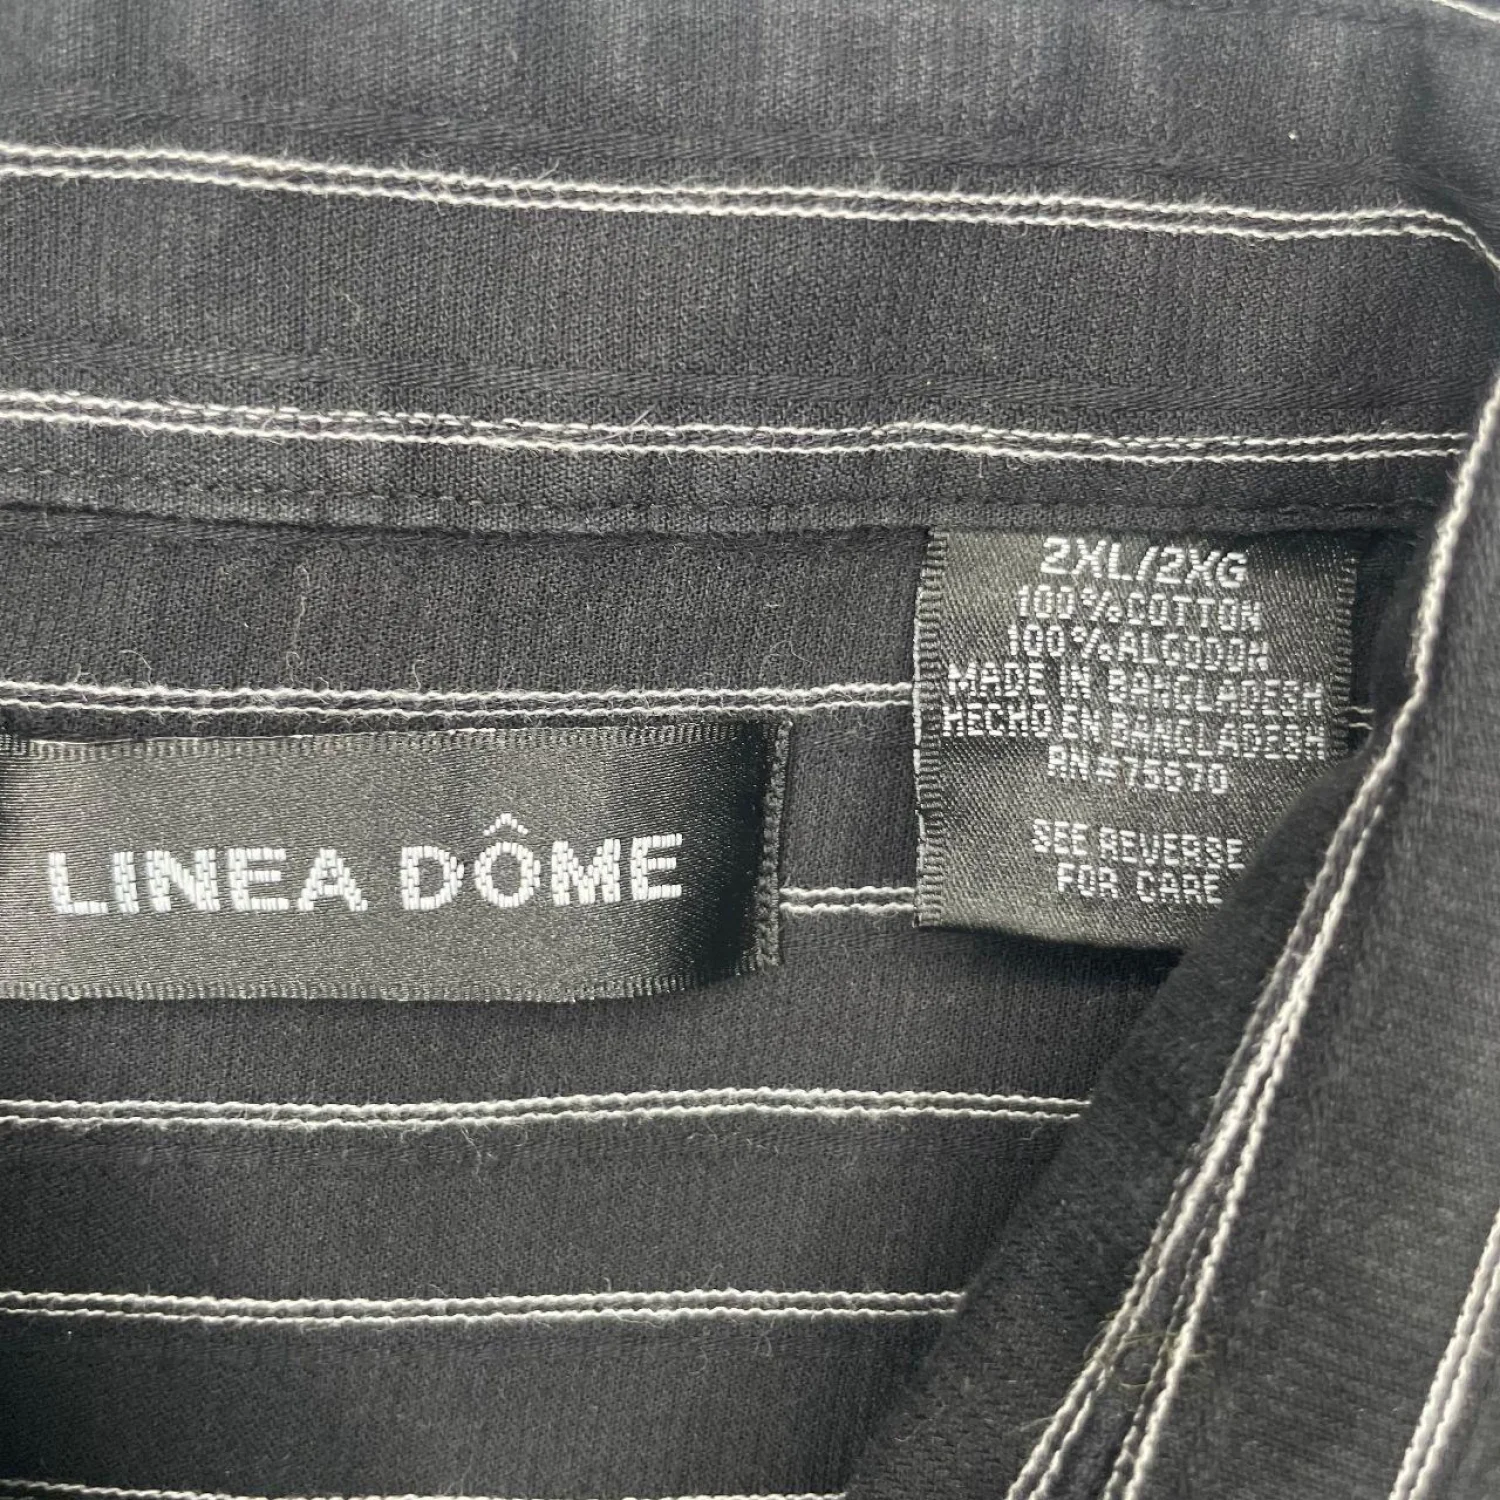 2XL/2XG
100%COTTON
100%ALGODON
MADE IN BANGLADESH
HECHO EN BANGLADESH
RN#75570
SEE REVERSE
FOR CARE
LINEA DÔME